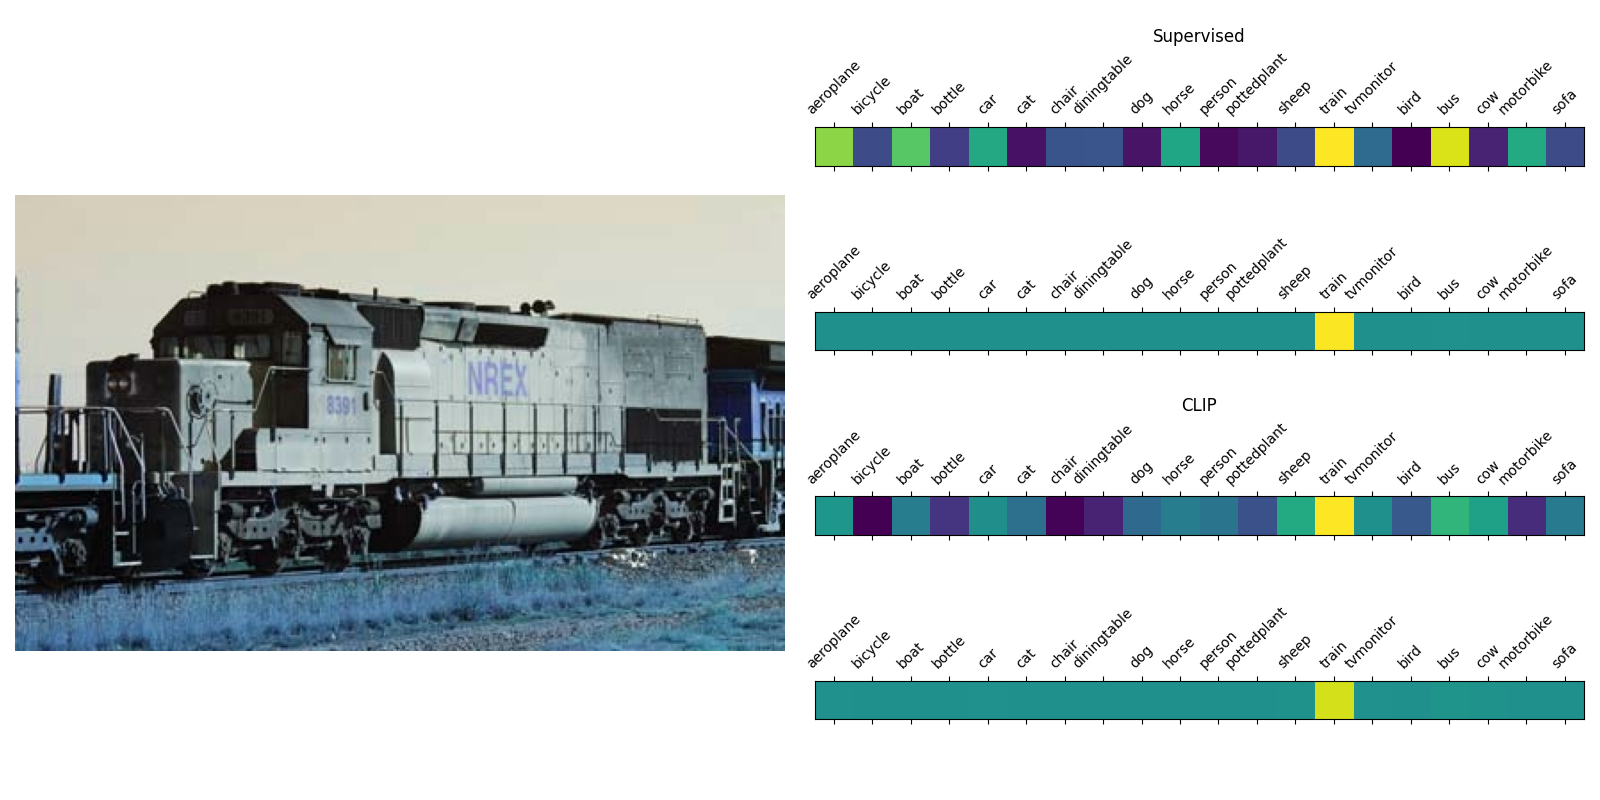 NREX
8391
Supervised
aeroplane bicycle boat bottle car cat chair diningtable dog horse person pottedplant sheep train tvmonitor bird bus cow motorbike sofa
aeroplane bicycle boat bottle car cat chair diningtable dog horse person pottedplant sheep train tvmonitor bird bus cow motorbike sofa
CLIP
aeroplane bicycle boat bottle car cat chair diningtable dog horse person pottedplant sheep train tvmonitor bird bus cow motorbike sofa
aeroplane bicycle boat bottle car cat chair diningtable dog horse person pottedplant sheep train tvmonitor bird bus cow motorbike sofa